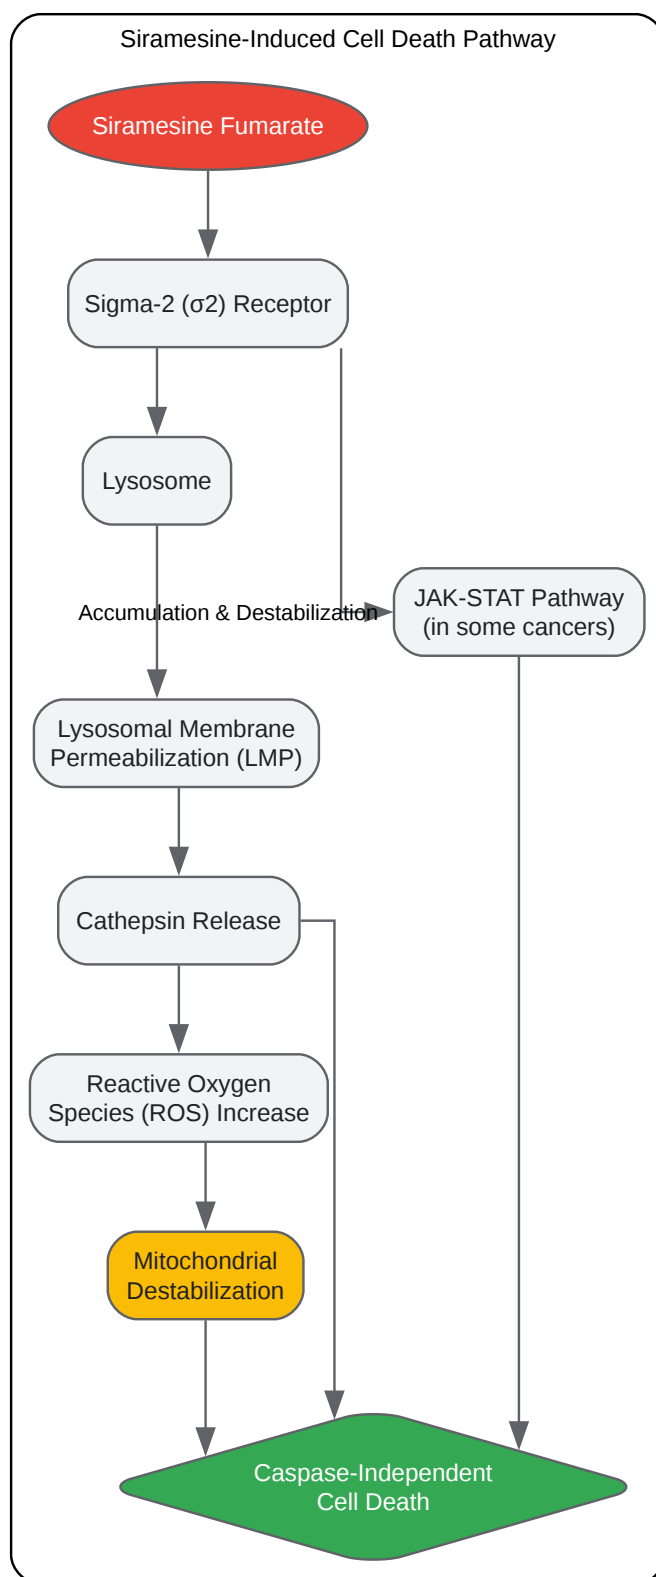 Siramesine-Induced Cell Death Pathway
Siramesine Fumarate
Sigma-2 (σ2) Receptor
Lysosome
Accumulation & Destabilization
JAK-STAT Pathway
(in some cancers)
Lysosomal Membrane
Permeabilization (LMP)
Cathepsin Release
Reactive Oxygen
Species (ROS) Increase
Mitochondrial
Destabilization
Caspase-Independent
Cell Death